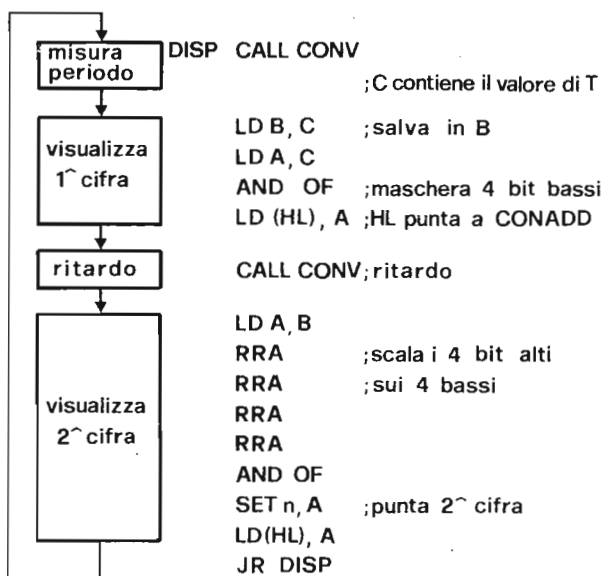 misura periodo
DISP CALL CONV
;C contiene il valore di T
visualizza 1^ cifra
LD B, C ;salva in B
LD A, C
AND OF ;maschera 4 bit bassi
LD (HL), A ;HL punta a CONADD
ritardo
CALL CONV;ritardo
visualizza 2^ cifra
LD A, B
RRA ;scala i 4 bit alti
RRA ;sui 4 bassi
RRA
RRA
AND OF
SET n, A ;punta 2^ cifra
LD(HL), A
JR DISP